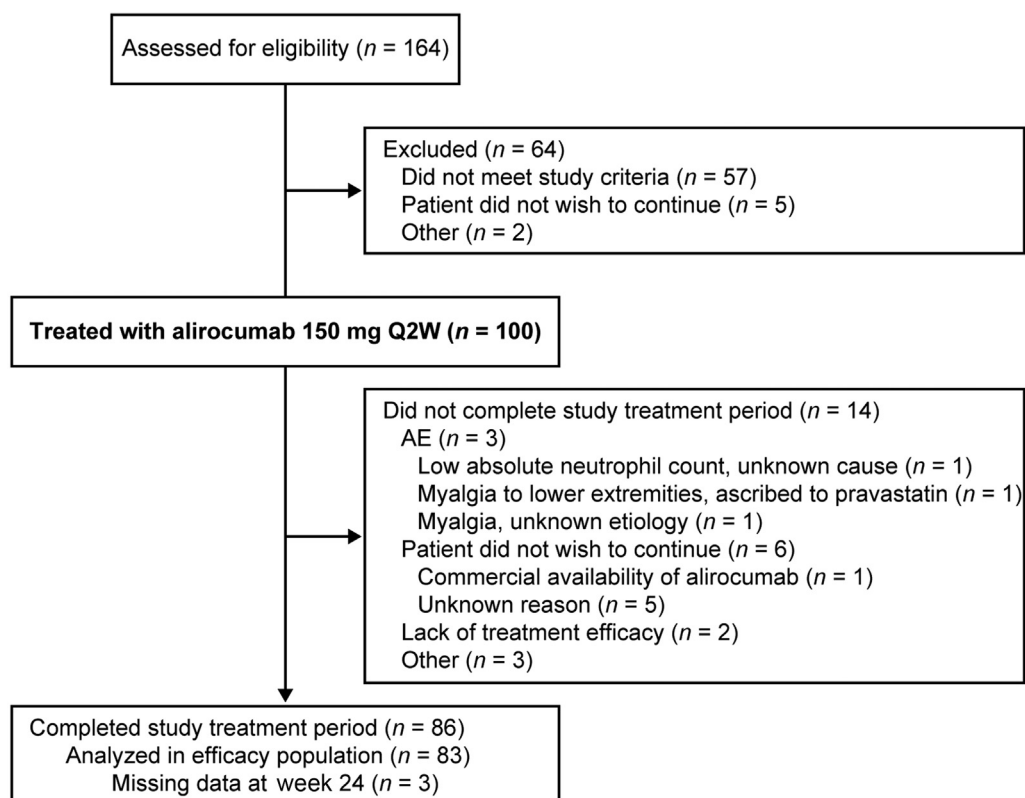 Assessed for eligibility (n = 164)
Excluded (n = 64)
Did not meet study criteria (n = 57)
Patient did not wish to continue (n = 5)
Other (n = 2)
Treated with alirocumab 150 mg Q2W (n = 100)
Did not complete study treatment period (n = 14)
AE (n = 3)
Low absolute neutrophil count, unknown cause (n = 1)
Myalgia to lower extremities, ascribed to pravastatin (n = 1)
Myalgia, unknown etiology (n = 1)
Patient did not wish to continue (n = 6)
Commercial availability of alirocumab (n = 1)
Unknown reason (n = 5)
Lack of treatment efficacy (n = 2)
Other (n = 3)
Completed study treatment period (n = 86)
Analyzed in efficacy population (n = 83)
Missing data at week 24 (n = 3)